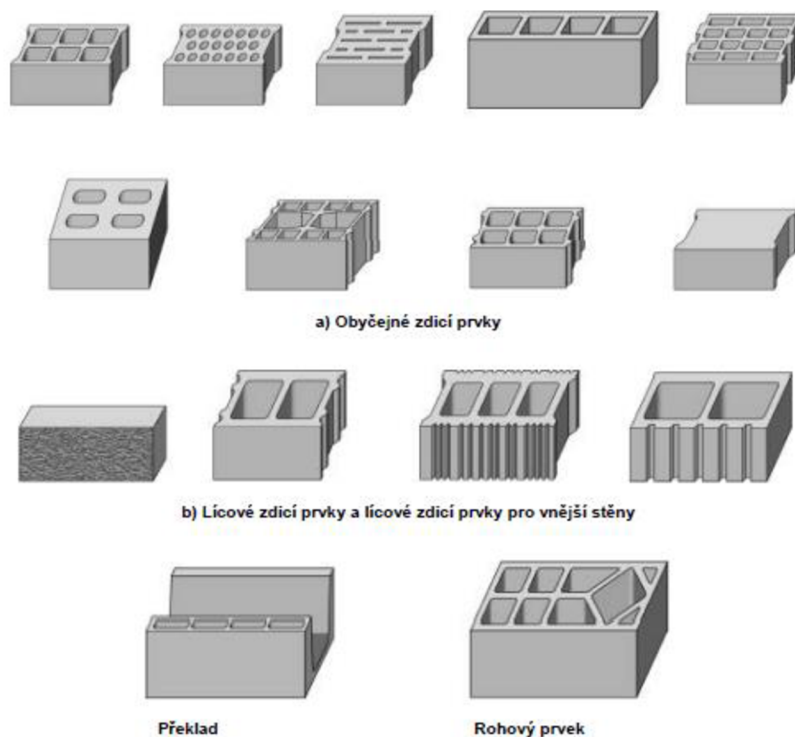 a) Obyčejné zdicí prvky
b) Lícové zdicí prvky a lícové zdicí prvky pro vnější stěny
Překlad
Rohový prvek